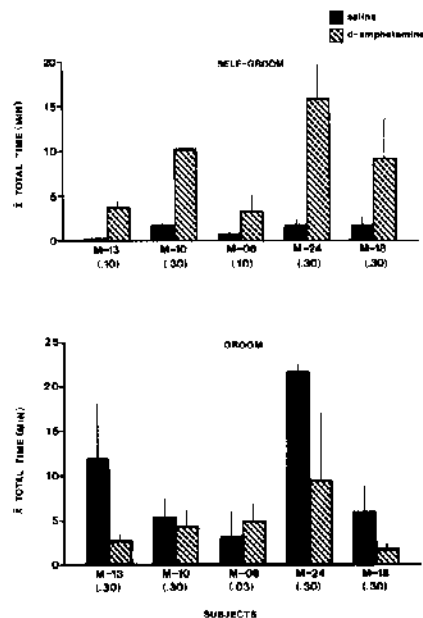 saline
d-amphetamine
SELF-GROOM
X̄ TOTAL TIME (MIN)
20
15
10
5
0
M-13 M-10 M-24 M-18
(.10) (.30) (.10) (.30) (.30)
GROOM
X̄ TOTAL TIME (MIN)
25
20
15
10
5
0
M-13 M-10 M-24 M-18
(.30) (.30) (.03) (.30) (.30)
SUBJECTS